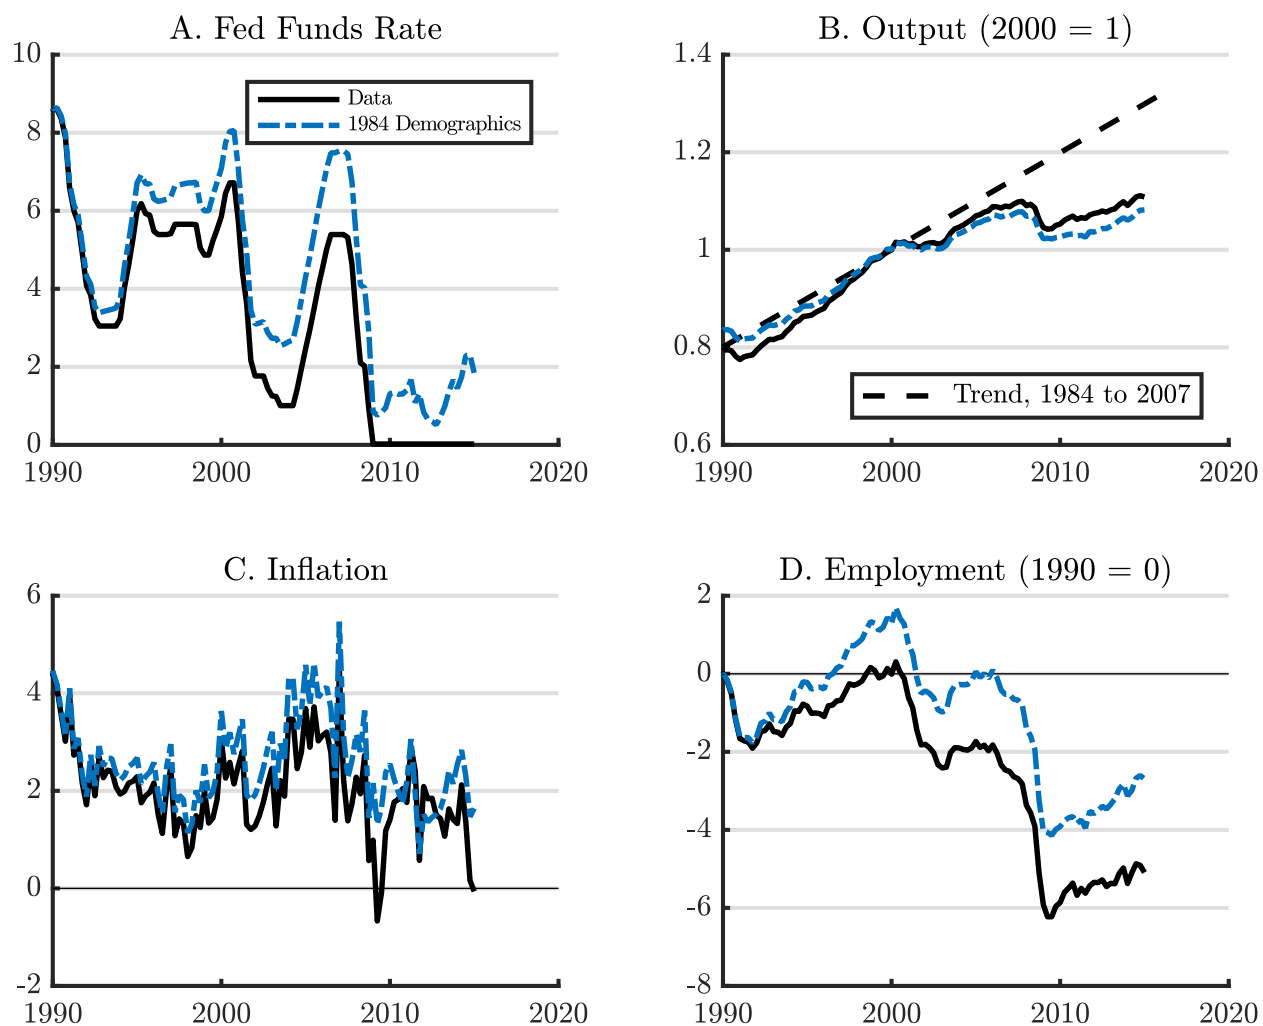 A. Fed Funds Rate
10
8
6
4
2
0
1990 2000 2010 2020
Data
1984 Demographics
B. Output (2000 = 1)
1.4
1.2
1
0.8
0.6
1990 2000 2010 2020
Trend, 1984 to 2007
C. Inflation
6
4
2
0
-2
1990 2000 2010 2020
D. Employment (1990 = 0)
2
0
-2
-4
-6
-8
1990 2000 2010 2020